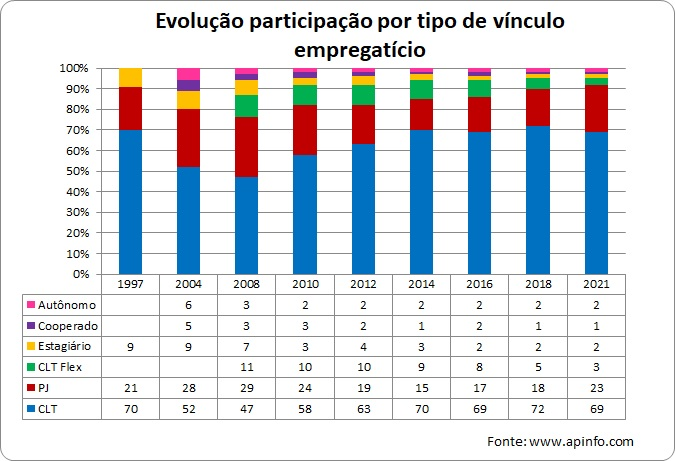 Evolução participação por tipo de vínculo
empregatício
100%
90%
80%
70%
60%
50%
40%
30%
20%
10%
0%
1997 2004 2008 2010 2012 2014 2016 2018 2021
Autônomo 6 3 2 2 2 2 2 2
Cooperado 5 3 3 2 1 2 1 1
Estagiário 9 9 7 3 4 3 2 2 2
CLT Flex 11 10 10 9 8 5 3
PJ 21 28 29 24 19 15 17 18 23
CLT 70 52 47 58 63 70 69 72 69
Fonte: www.apinfo.com